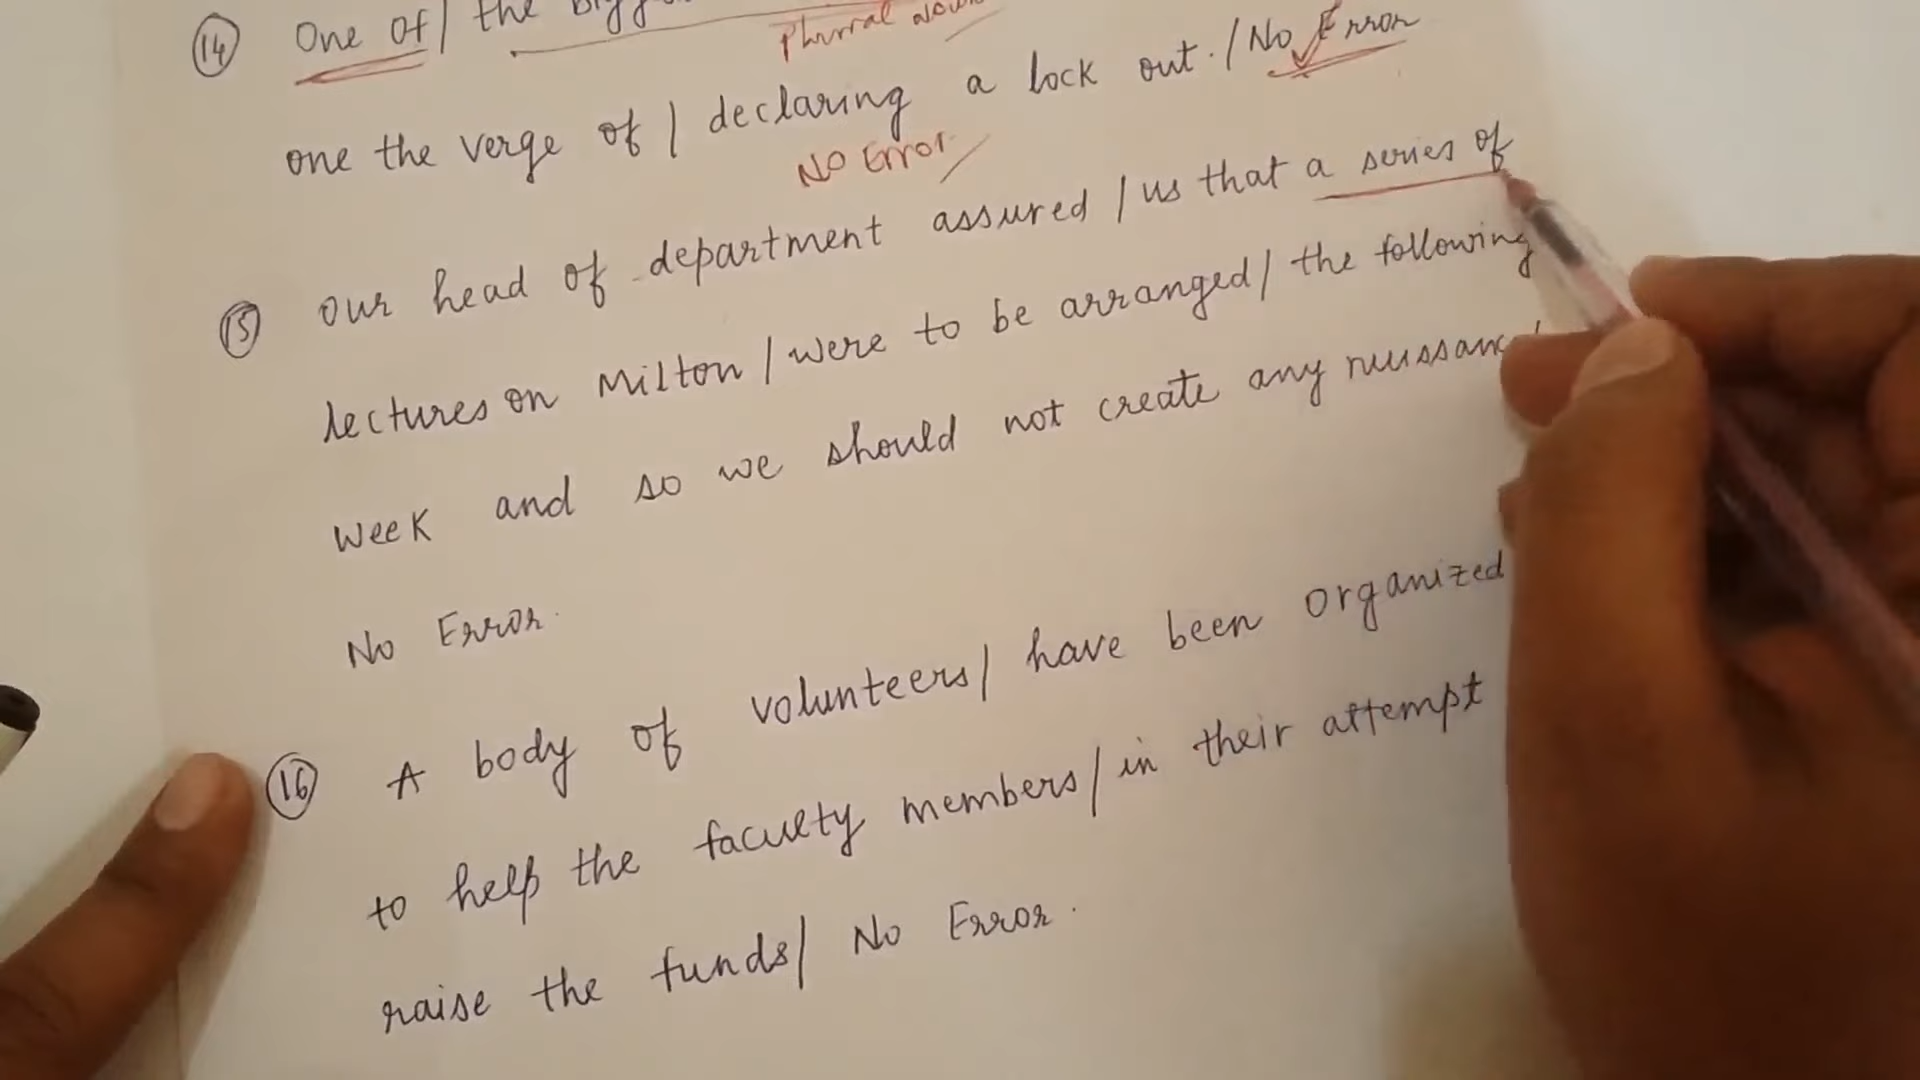 14 One of / the
Plurral
one the verge of / declaring a lock out. / No Error
NO Error
15 Our head of department assured / us that a series of
lectures on Milton / were to be arranged / the following
week and so we should not create any
No Error.
16 A body of volunteers / have been organized
to help the faculty members / in their attempt
raise the funds / No Error.